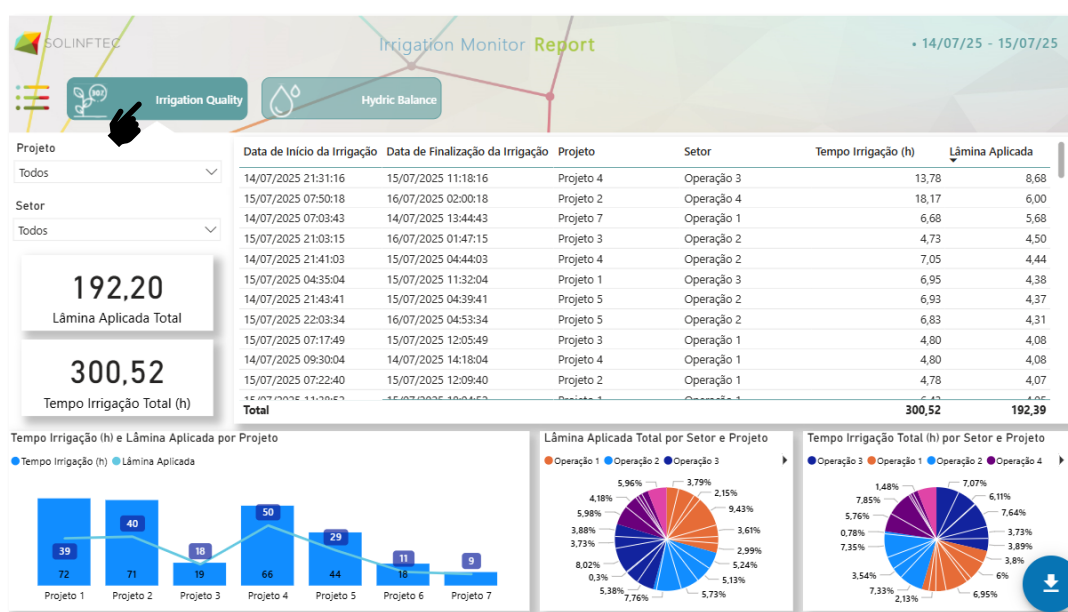 SOLINFTEC
Irrigation Monitor Report
• 14/07/25 - 15/07/25
Irrigation Quality
Hydric Balance
Projeto
Todos
Setor
Todos
192,20
Lâmina Aplicada Total
300,52
Tempo Irrigação Total (h)
Data de Início da Irrigação Data de Finalização da Irrigação Projeto Setor Tempo Irrigação (h) Lâmina Aplicada
14/07/2025 21:31:16 15/07/2025 11:18:16 Projeto 4 Operação 3 13,78 8,68
15/07/2025 07:50:18 16/07/2025 02:00:18 Projeto 2 Operação 4 18,17 6,00
14/07/2025 07:03:43 14/07/2025 13:44:43 Projeto 7 Operação 1 6,68 5,68
15/07/2025 21:03:15 16/07/2025 01:47:15 Projeto 3 Operação 2 4,73 4,50
14/07/2025 21:41:03 15/07/2025 04:44:03 Projeto 4 Operação 2 7,05 4,44
15/07/2025 04:35:04 15/07/2025 11:32:04 Projeto 1 Operação 3 6,95 4,38
14/07/2025 21:43:41 15/07/2025 04:39:41 Projeto 5 Operação 2 6,93 4,37
15/07/2025 22:03:34 16/07/2025 04:53:34 Projeto 5 Operação 2 6,83 4,31
15/07/2025 07:17:49 15/07/2025 12:05:49 Projeto 3 Operação 1 4,80 4,08
14/07/2025 09:30:04 14/07/2025 14:18:04 Projeto 4 Operação 1 4,80 4,08
15/07/2025 07:22:40 15/07/2025 12:09:40 Projeto 2 Operação 1 4,78 4,07
Total 300,52 192,39
Tempo Irrigação (h) e Lâmina Aplicada por Projeto
Tempo Irrigação (h) Lâmina Aplicada
39 40 18 50 29 11 9
72 71 19 66 44 18
Projeto 1 Projeto 2 Projeto 3 Projeto 4 Projeto 5 Projeto 6 Projeto 7
Lâmina Aplicada Total por Setor e Projeto
Operação 1 Operação 2 Operação 3
5,96% 3,79%
4,18% 2,15%
5,98% 9,43%
3,88% 3,61%
3,73% 2,99%
8,02% 5,24%
0,3% 5,13%
5,38% 7,76% 5,73%
Tempo Irrigação Total (h) por Setor e Projeto
Operação 3 Operação 1 Operação 2 Operação 4
1,48% 7,07%
7,85% 6,11%
5,76% 7,64%
0,78% 3,73%
7,35% 3,89%
3,8%
3,54% 6%
7,33% 2,13% 6,95%